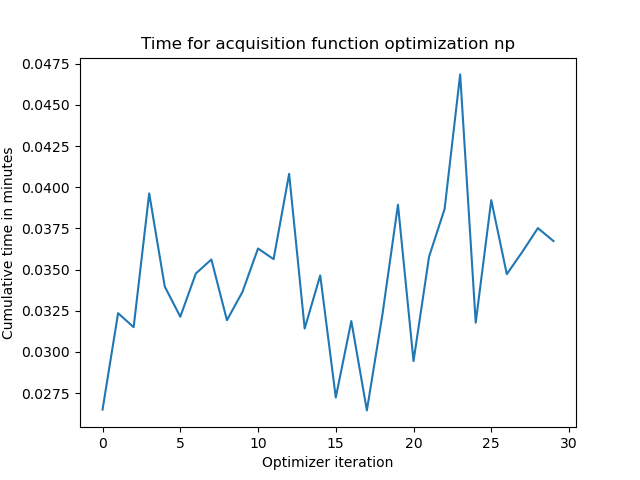 Time for acquisition function optimization np
Cumulative time in minutes
0.0475
0.0450
0.0425
0.0400
0.0375
0.0350
0.0325
0.0300
0.0275
0 5 10 15 20 25 30
Optimizer iteration